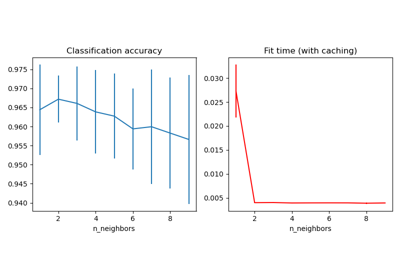 Classification accuracy
0.975
0.970
0.965
0.960
0.955
0.950
0.945
0.940
2 4 6 8
n_neighbors
Fit time (with caching)
0.030
0.025
0.020
0.015
0.010
0.005
2 4 6 8
n_neighbors